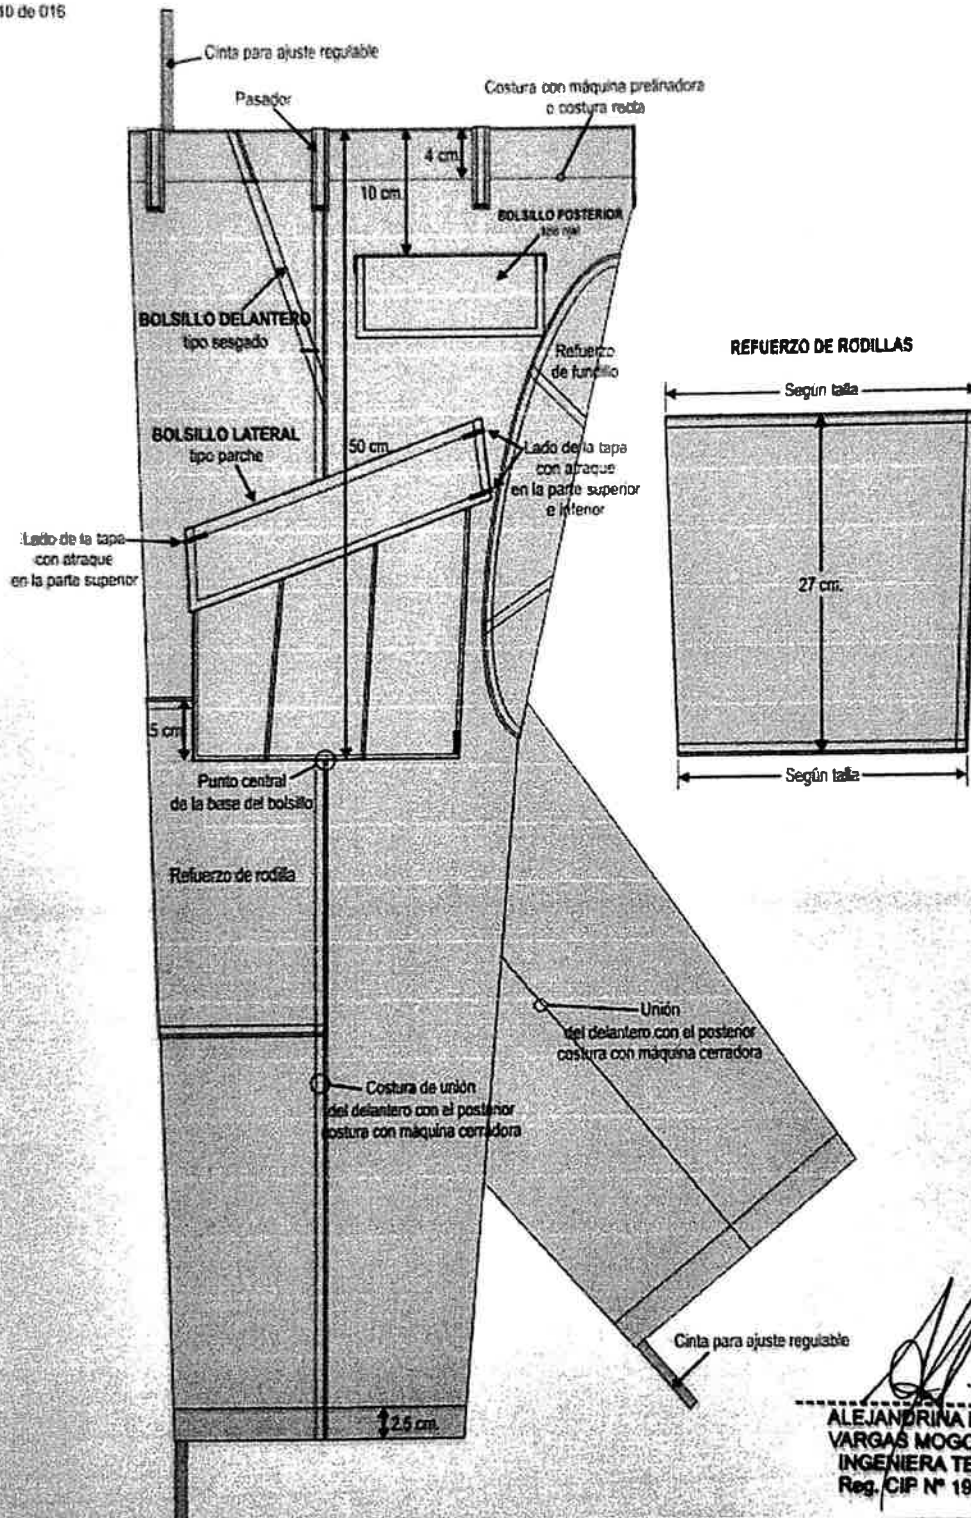 10 de 016
Cinta para ajuste regulable
Pasador
Costura con máquina pretinadora
o costura recta
4 cm.
10 cm.
BOLSILLO POSTERIOR
BOLSILLO DELANTERO
tipo sesgado
Refuerzo
de fundillo
REFUERZO DE RODILLAS
Según talla
BOLSILLO LATERAL
tipo parche
50 cm.
Lado de la tapa
con atraque
en la parte superior
e inferior
Lado de la tapa
con atraque
en la parte superior
27 cm.
5 cm
Punto central
de la base del bolsillo
Según talla
Refuerzo de rodilla
Unión
del delantero con el posterior
costura con máquina cerradora
Costura de unión
del delantero con el posterior
costura con máquina cerradora
Cinta para ajuste regulable
2.5 cm.
ALEJANDRINA
VARGAS MOGO
INGENIERA TE
Reg. CIP Nº 19